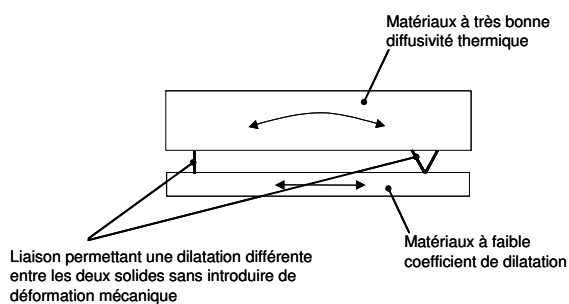 Matériaux à très bonne
diffusivité thermique
Liaison permettant une dilatation différente
entre les deux solides sans introduire de
déformation mécanique
Matériaux à faible
coefficient de dilatation